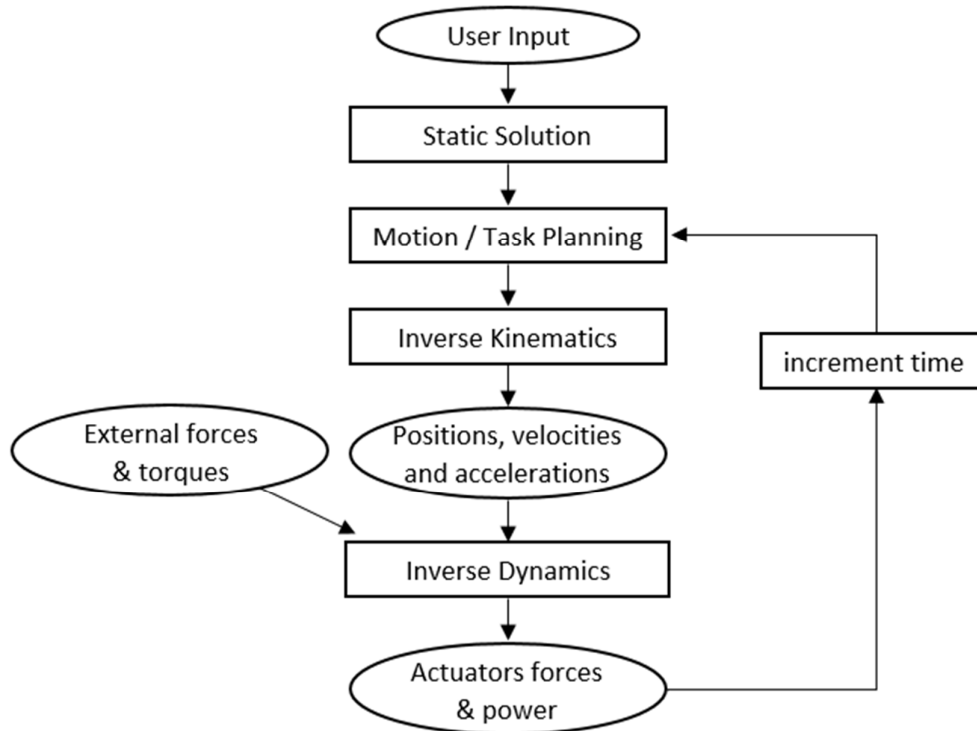 User Input
Static Solution
Motion / Task Planning
Inverse Kinematics
increment time
External forces
& torques
Positions, velocities
and accelerations
Inverse Dynamics
Actuators forces
& power